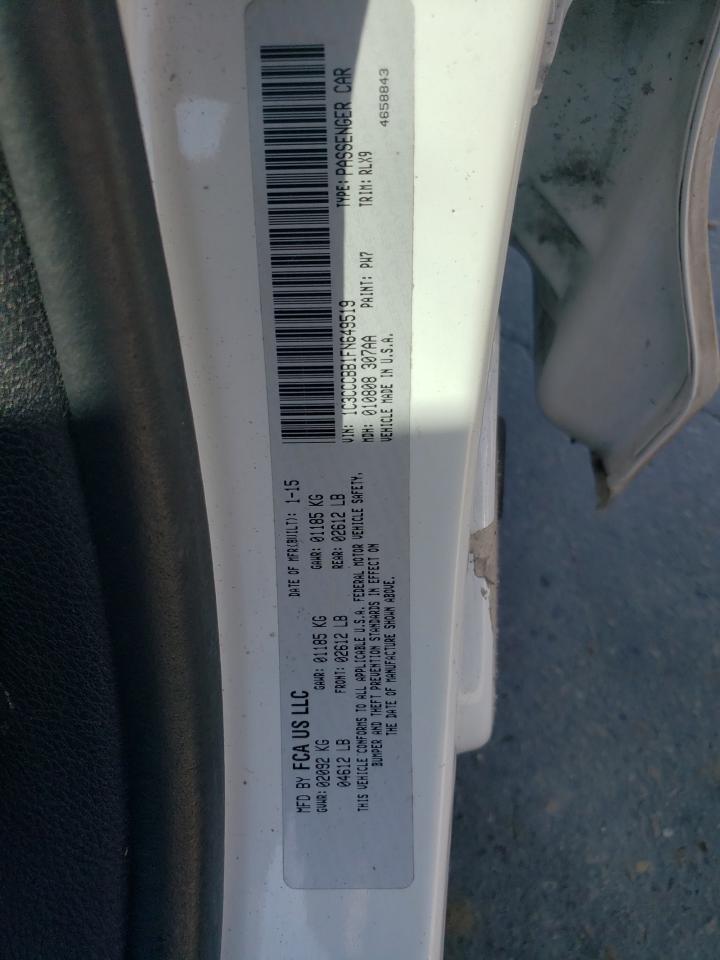 MFD BY FCA US LLC
DATE OF MFR(BUILT): 1-15
GVWR: 02092 KG
GAWR: 01185 KG
GAWR: 01185 KG
04612 LB
FRONT: 02612 LB
REAR: 02612 LB
THIS VEHICLE CONFORMS TO ALL APPLICABLE U.S.A. FEDERAL MOTOR VEHICLE SAFETY,
BUMPER AND THEFT PREVENTION STANDARDS IN EFFECT ON
THE DATE OF MANUFACTURE SHOWN ABOVE.
VIN: 1C3CCCBB1FN649519
TYPE: PASSENGER CAR
MDH: 010808 307AA
PAINT: PW7
TRIM: RLX9
VEHICLE MADE IN U.S.A.
4658843